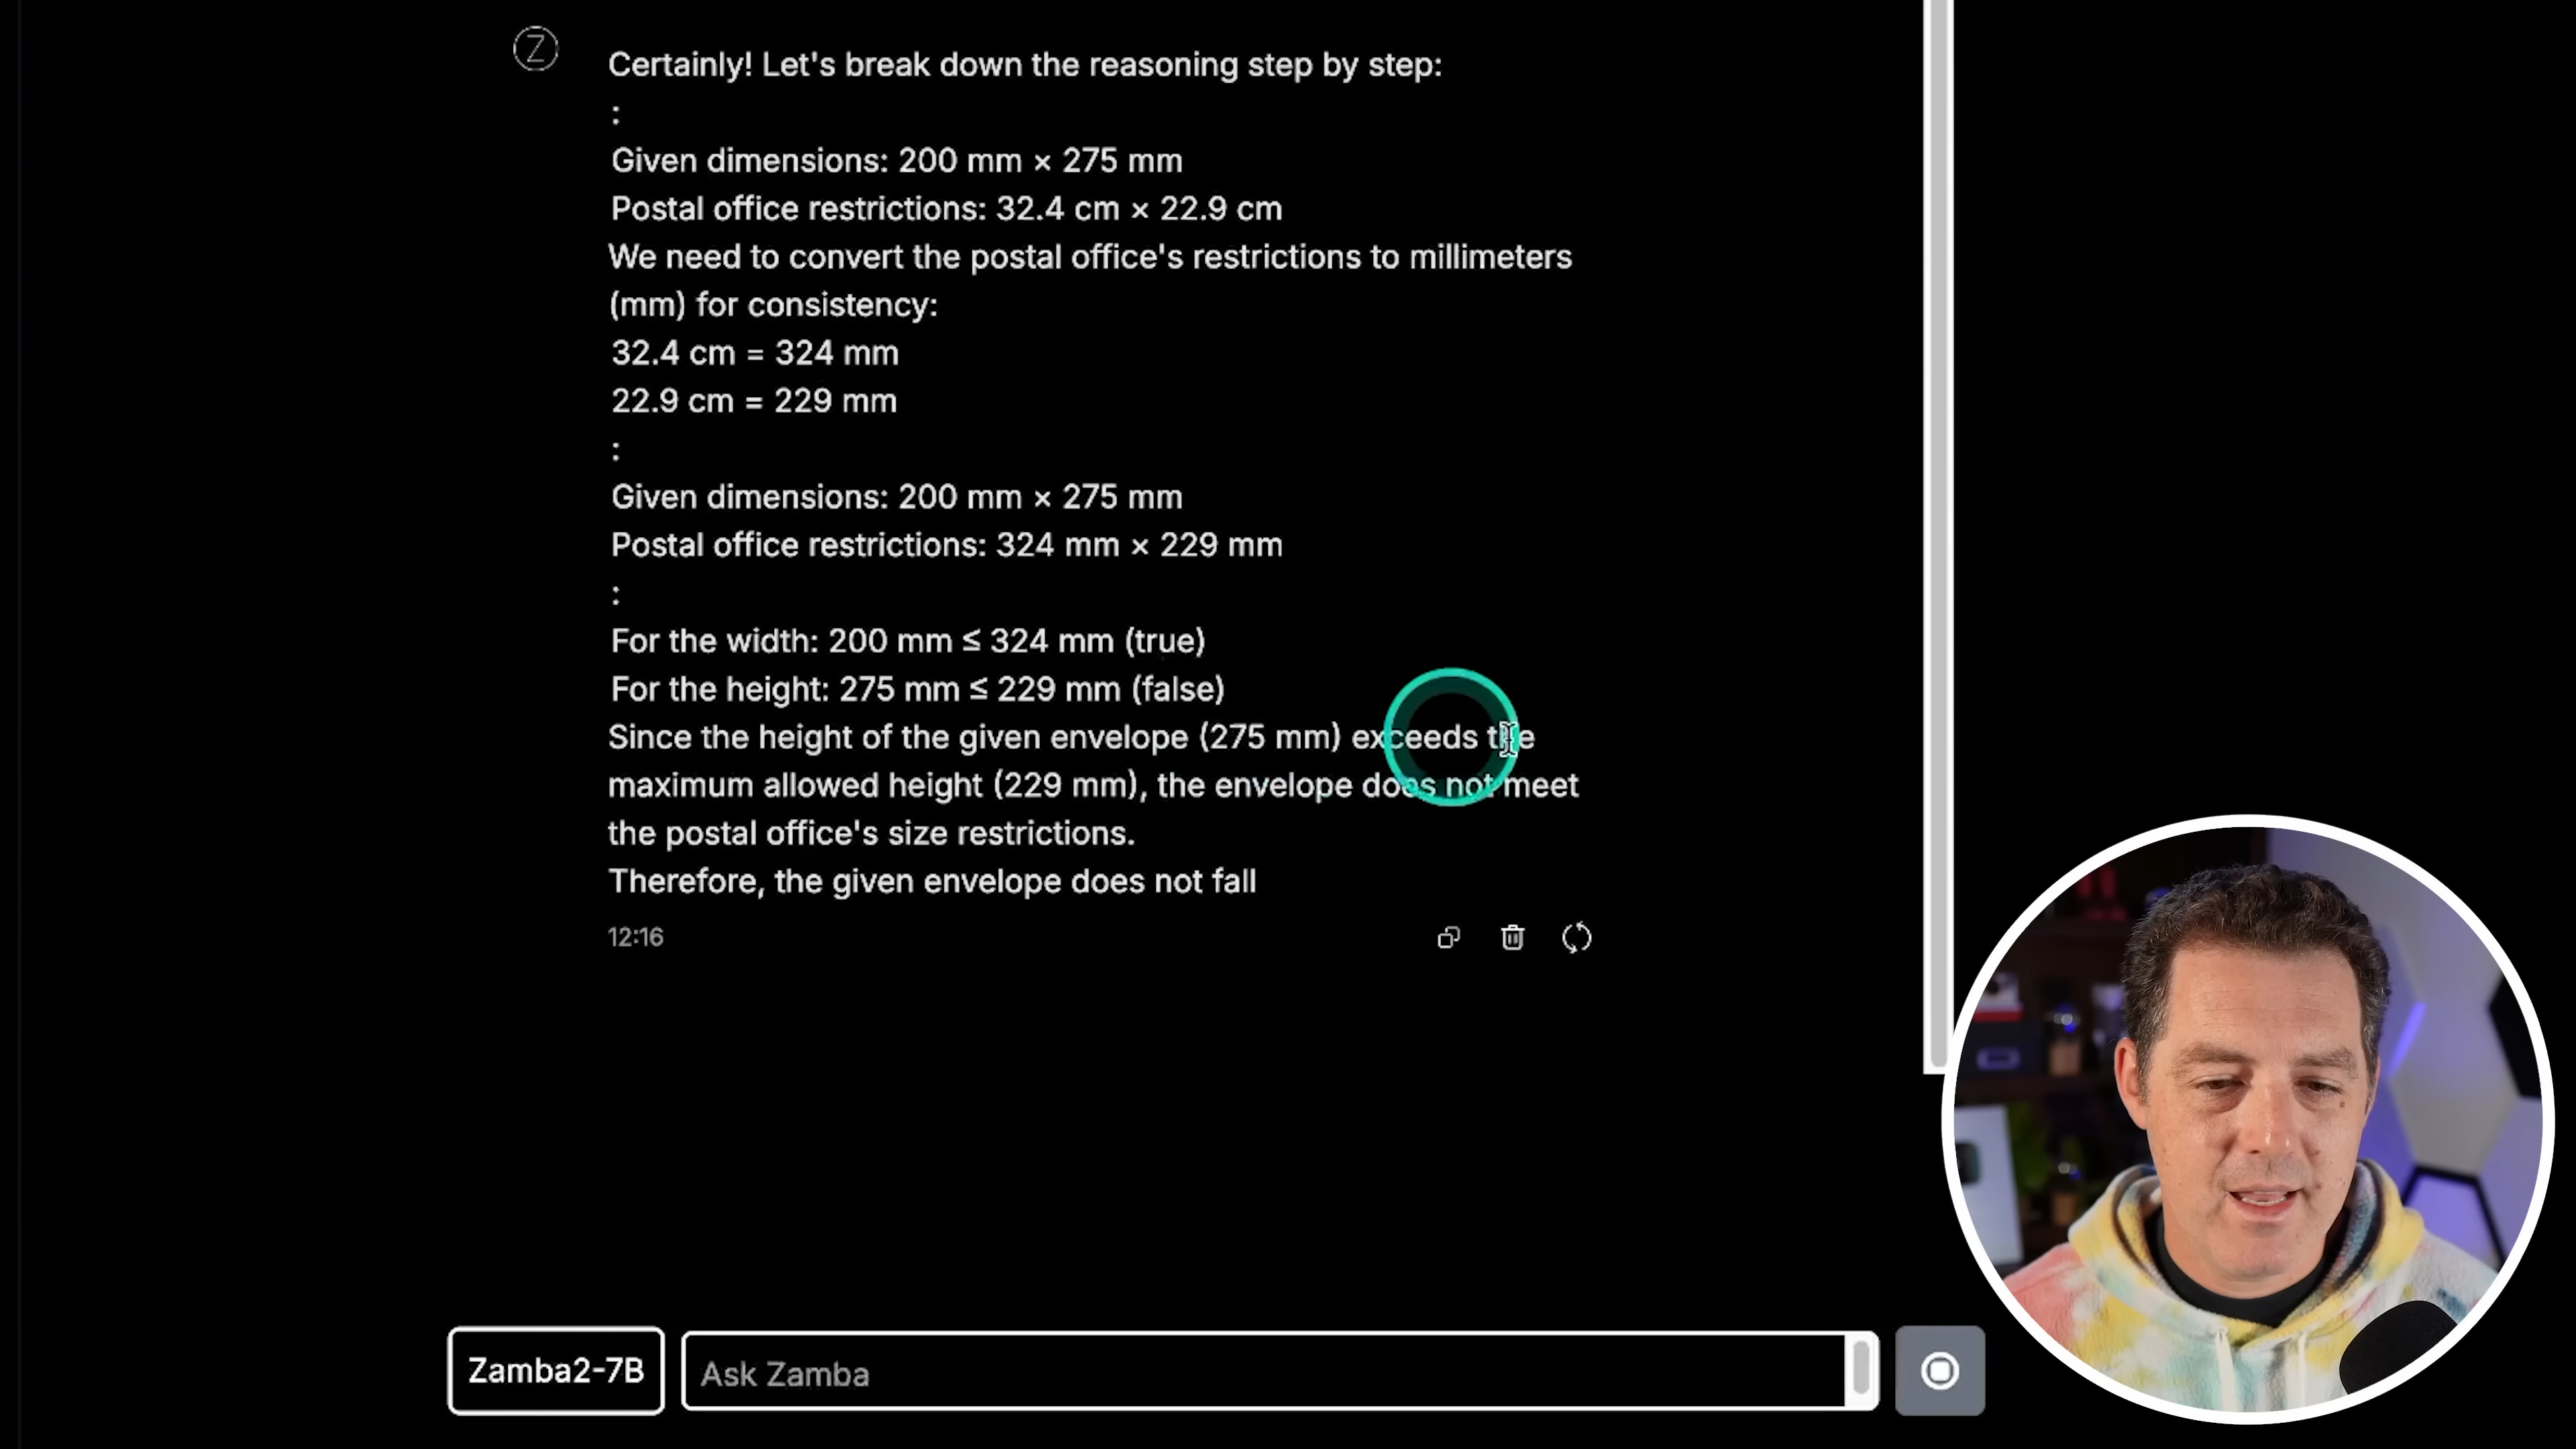 Z
Certainly! Let's break down the reasoning step by step:
:
Given dimensions: 200 mm × 275 mm
Postal office restrictions: 32.4 cm × 22.9 cm
We need to convert the postal office's restrictions to millimeters
(mm) for consistency:
32.4 cm = 324 mm
22.9 cm = 229 mm
:
Given dimensions: 200 mm × 275 mm
Postal office restrictions: 324 mm × 229 mm
:
For the width: 200 mm ≤ 324 mm (true)
For the height: 275 mm ≤ 229 mm (false)
Since the height of the given envelope (275 mm) exceeds the
maximum allowed height (229 mm), the envelope does not meet
the postal office's size restrictions.
Therefore, the given envelope does not fall
12:16
Zamba2-7B
Ask Zamba